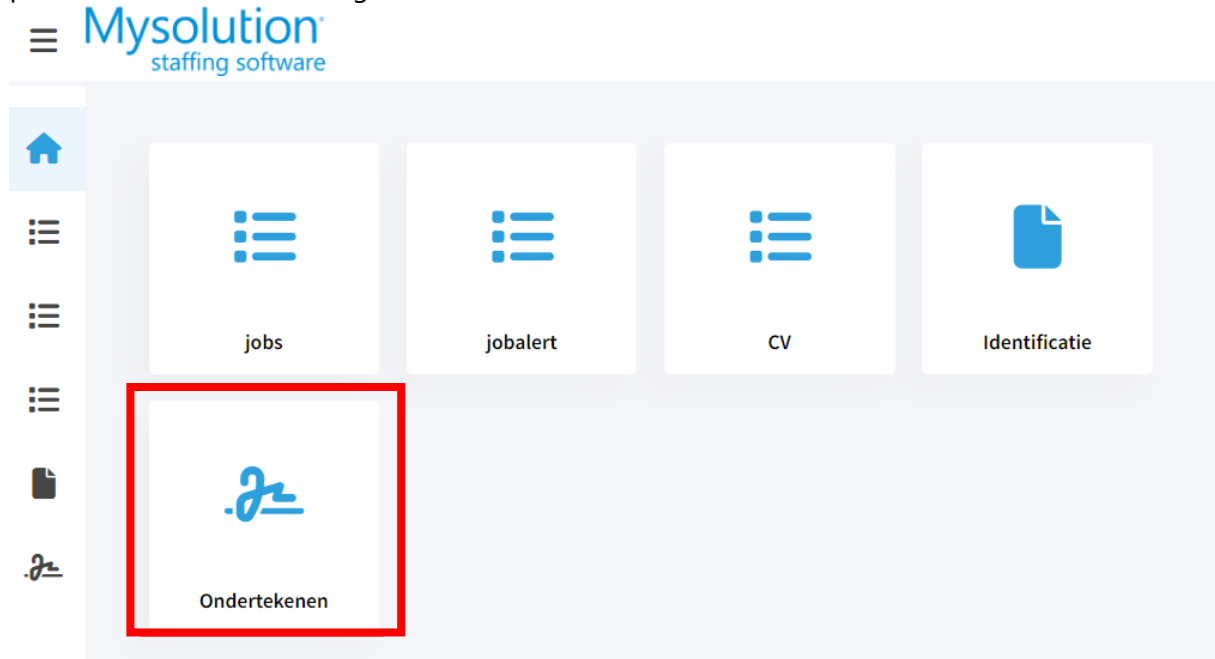 Mysolution
staffing software
jobs
jobalert
CV
Identificatie
Ondertekenen